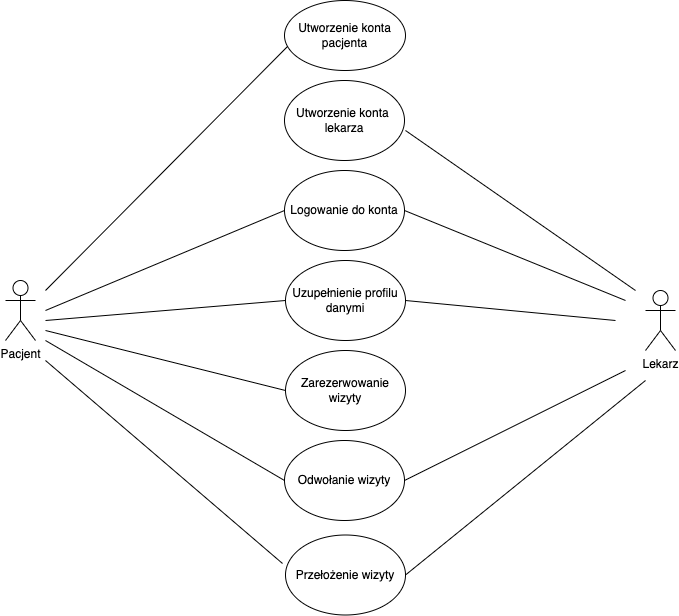 Utworzenie konta
pacjenta
Utworzenie konta
lekarza
Logowanie do konta
Uzupełnienie profilu
danymi
Pacjent
Lekarz
Zarezerwowanie
wizyty
Odwołanie wizyty
Przełożenie wizyty